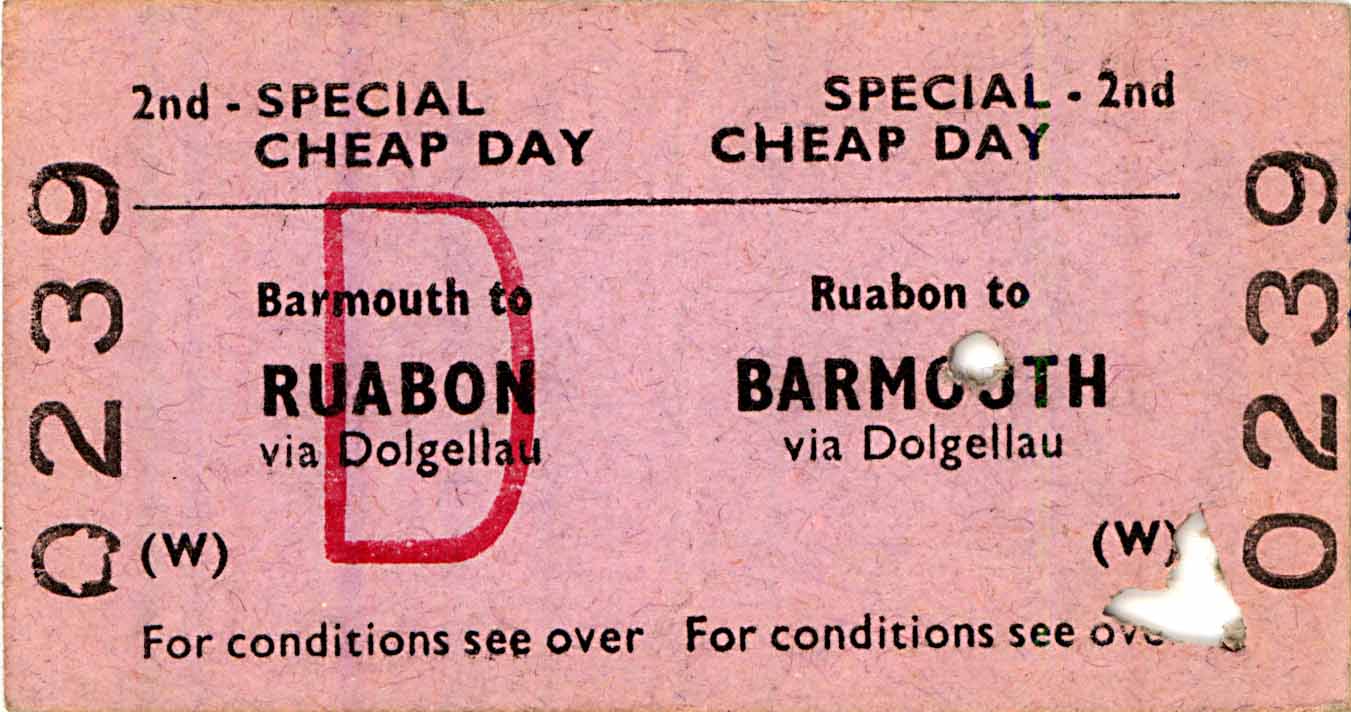 2nd - SPECIAL
CHEAP DAY
Barmouth to
RUABON
via Dolgellau
(W)
For conditions see over
SPECIAL - 2nd
CHEAP DAY
Ruabon to
BARMOUTH
via Dolgellau
(W)
For conditions see
0239
0239
D